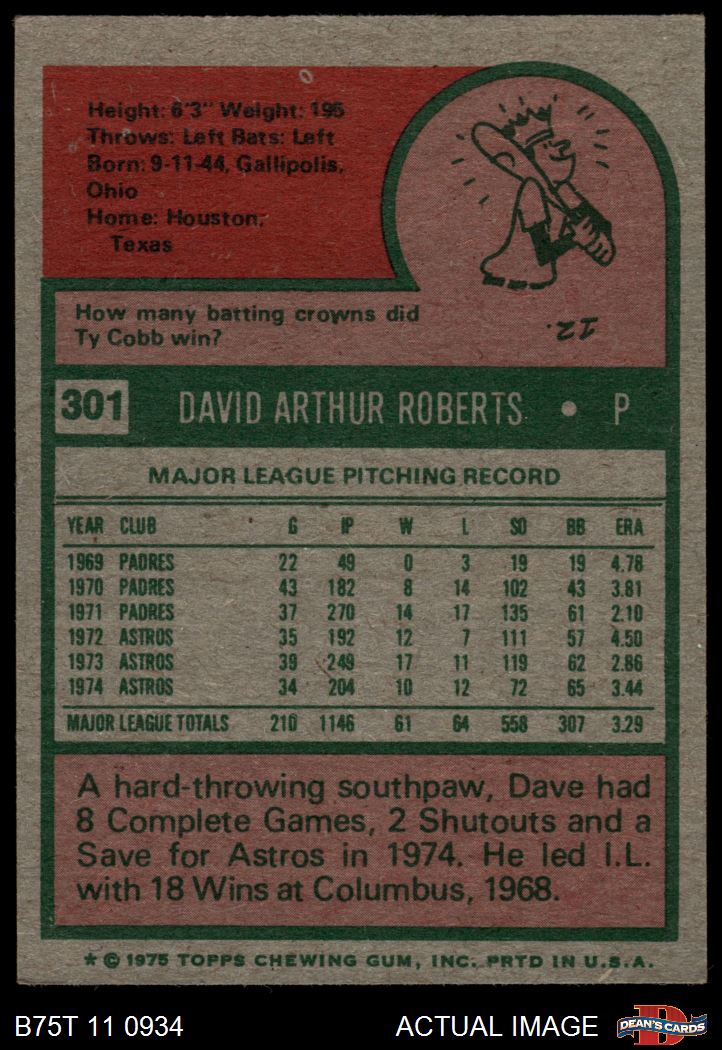 Height: 6'3" Weight: 195
Throws: Left Bats: Left
Born: 9-11-44, Gallipolis,
Ohio
Home: Houston,
Texas
How many batting crowns did
Ty Cobb win?
12.
301 DAVID ARTHUR ROBERTS • P
MAJOR LEAGUE PITCHING RECORD
YEAR CLUB G IP W L SO BB ERA
1969 PADRES 22 49 0 3 19 19 4.78
1970 PADRES 43 182 8 14 102 43 3.81
1971 PADRES 37 270 14 17 135 61 2.10
1972 ASTROS 35 192 12 7 111 57 4.50
1973 ASTROS 39 249 17 11 119 62 2.86
1974 ASTROS 34 204 10 12 72 65 3.44
MAJOR LEAGUE TOTALS 210 1146 61 64 558 307 3.29
A hard-throwing southpaw, Dave had
8 Complete Games, 2 Shutouts and a
Save for Astros in 1974. He led I.L.
with 18 Wins at Columbus, 1968.
* © 1975 TOPPS CHEWING GUM, INC. PRTD IN U.S.A.
B75T 11 0934 ACTUAL IMAGE D DEAN'S CARDS